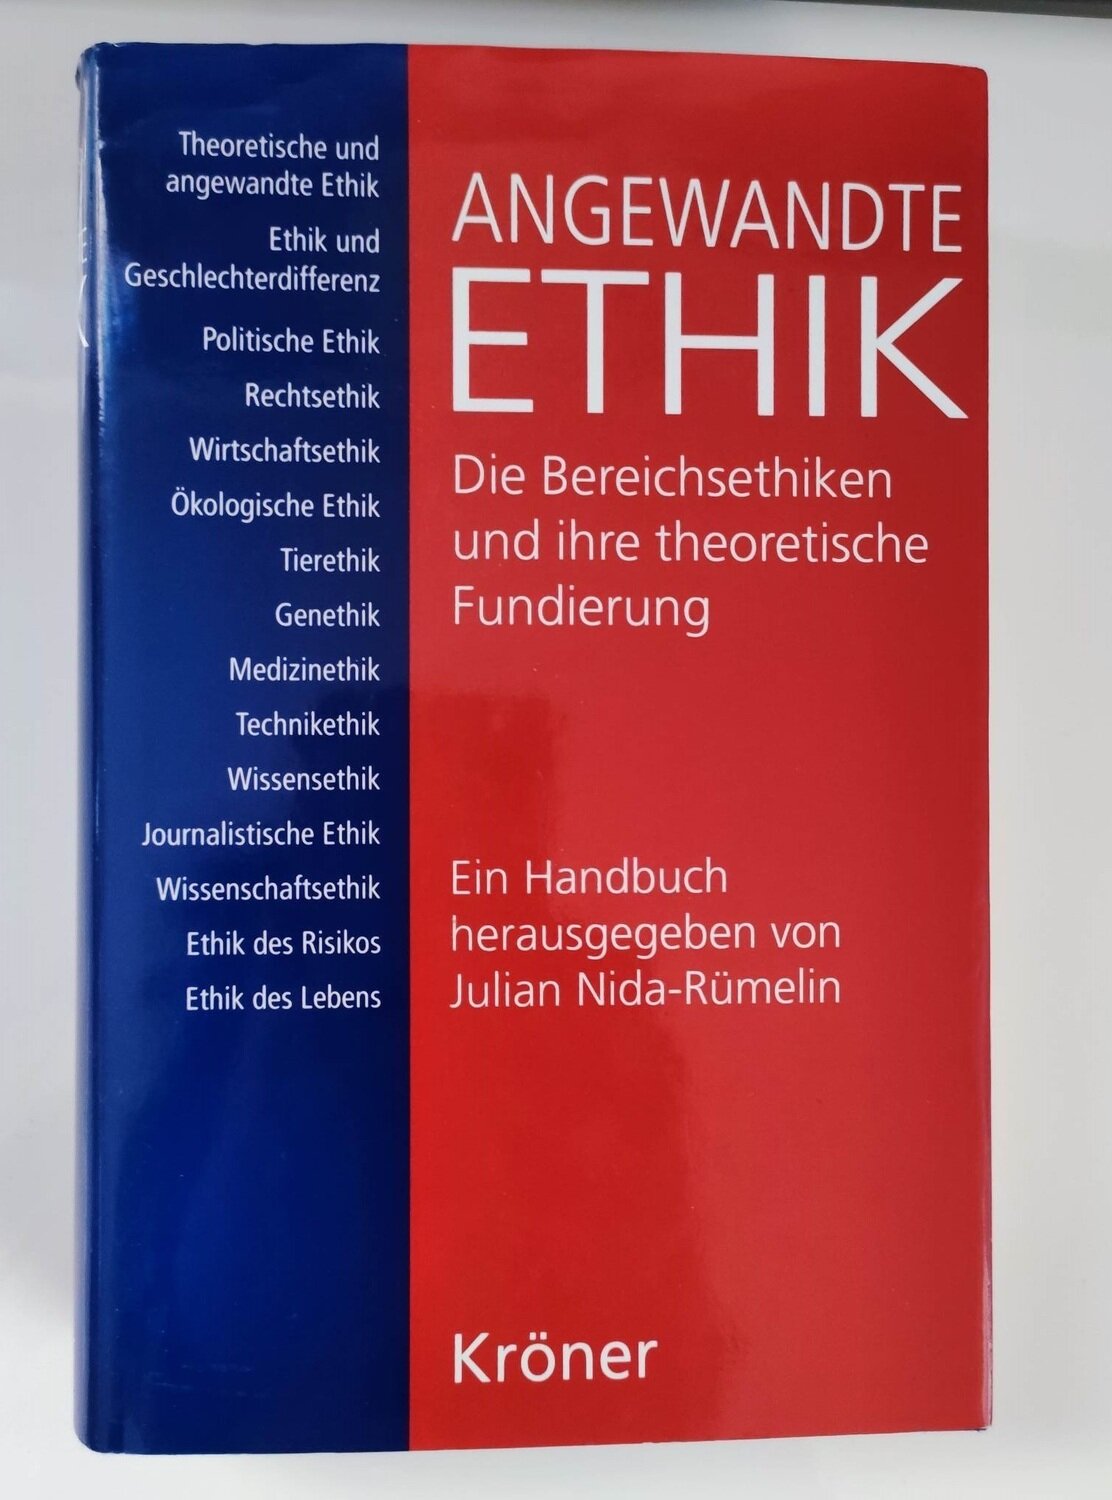 Theoretische und
angewandte Ethik
Ethik und
Geschlechterdifferenz
Politische Ethik
Rechtsethik
Wirtschaftsethik
Ökologische Ethik
Tierethik
Genethik
Medizinethik
Technikethik
Wissensethik
Journalistische Ethik
Wissenschaftsethik
Ethik des Risikos
Ethik des Lebens
ANGEWANDTE
ETHIK
Die Bereichsethiken
und ihre theoretische
Fundierung
Ein Handbuch
herausgegeben von
Julian Nida-Rümelin
Kröner